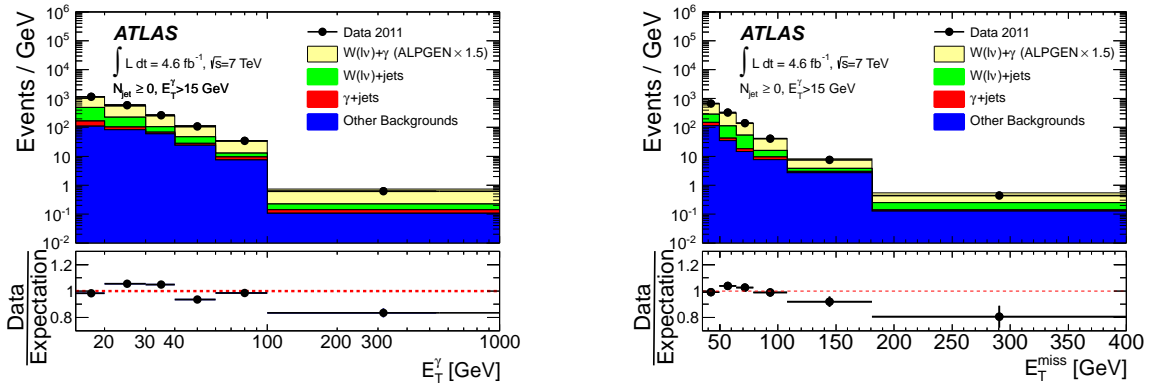 ATLAS
∫ L dt = 4.6 fb⁻¹, √s=7 TeV
N_jet ≥ 0, E_T^γ>15 GeV
Data 2011
W(lν)+γ (ALPGEN × 1.5)
W(lν)+jets
γ+jets
Other Backgrounds
Events / GeV
10⁶
10⁵
10⁴
10³
10²
10
1
10⁻¹
10⁻²
Data
Expectation
1.2
1
0.8
20 30 40 100 200 300 1000
E_T^γ [GeV]
ATLAS
∫ L dt = 4.6 fb⁻¹, √s=7 TeV
N_jet ≥ 0, E_T^γ>15 GeV
Data 2011
W(lν)+γ (ALPGEN × 1.5)
W(lν)+jets
γ+jets
Other Backgrounds
Events / GeV
10⁶
10⁵
10⁴
10³
10²
10
1
10⁻¹
10⁻²
Data
Expectation
1.2
1
0.8
50 100 150 200 250 300 350 400
E_T^miss [GeV]